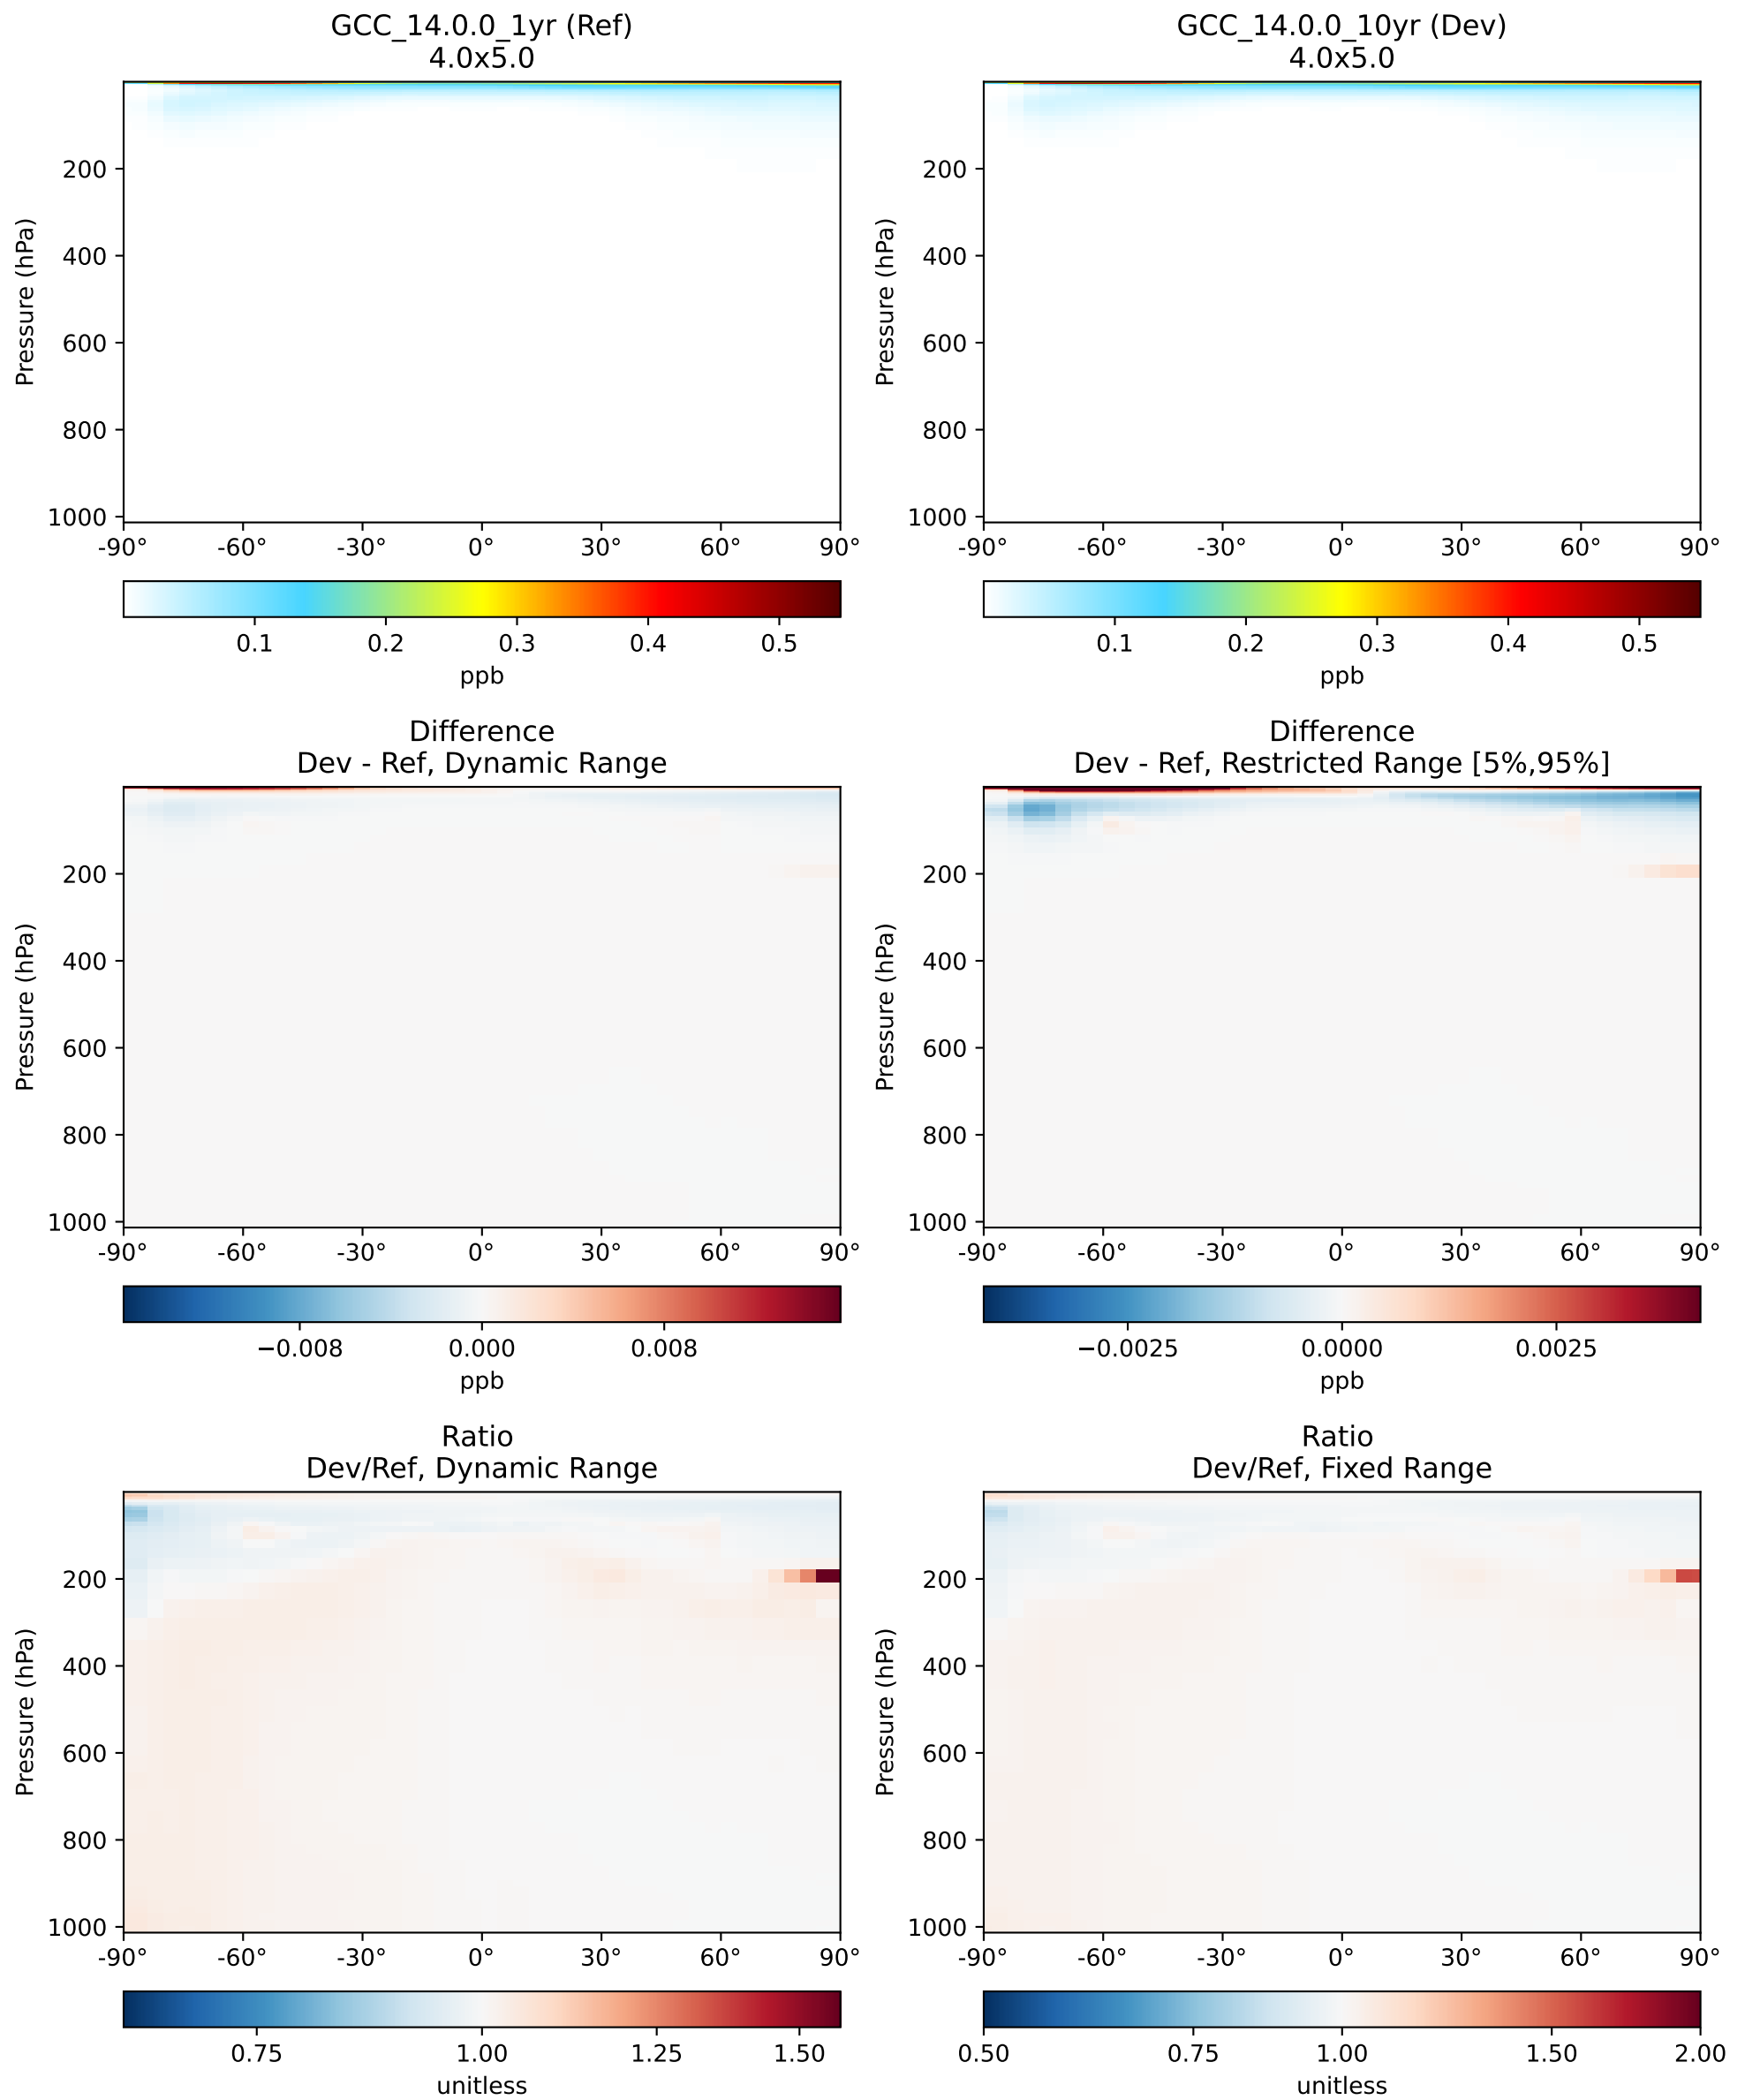 GCC_14.0.0_1yr (Ref)
4.0x5.0
GCC_14.0.0_10yr (Dev)
4.0x5.0
Pressure (hPa)
200
400
600
800
1000
-90° -60° -30° 0° 30° 60° 90°
0.1 0.2 0.3 0.4 0.5
ppb
Pressure (hPa)
200
400
600
800
1000
-90° -60° -30° 0° 30° 60° 90°
0.1 0.2 0.3 0.4 0.5
ppb
Difference
Dev - Ref, Dynamic Range
Pressure (hPa)
200
400
600
800
1000
-90° -60° -30° 0° 30° 60° 90°
−0.008 0.000 0.008
ppb
Difference
Dev - Ref, Restricted Range [5%,95%]
Pressure (hPa)
200
400
600
800
1000
-90° -60° -30° 0° 30° 60° 90°
−0.0025 0.0000 0.0025
ppb
Ratio
Dev/Ref, Dynamic Range
Pressure (hPa)
200
400
600
800
1000
-90° -60° -30° 0° 30° 60° 90°
0.75 1.00 1.25 1.50
unitless
Ratio
Dev/Ref, Fixed Range
Pressure (hPa)
200
400
600
800
1000
-90° -60° -30° 0° 30° 60° 90°
0.50 0.75 1.00 1.50 2.00
unitless